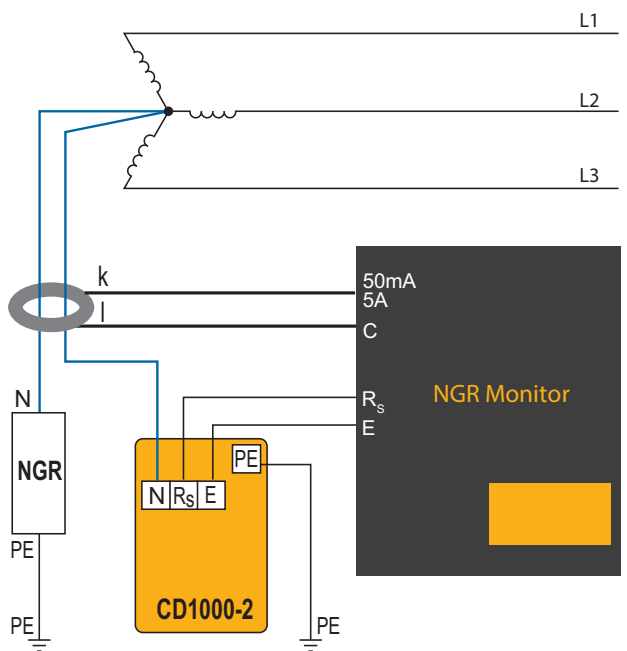 L1
L2
L3
k
l
50mA
5A
C
N
Rs
E
NGR Monitor
NGR
PE
N Rs E
PE
CD1000-2
PE
PE